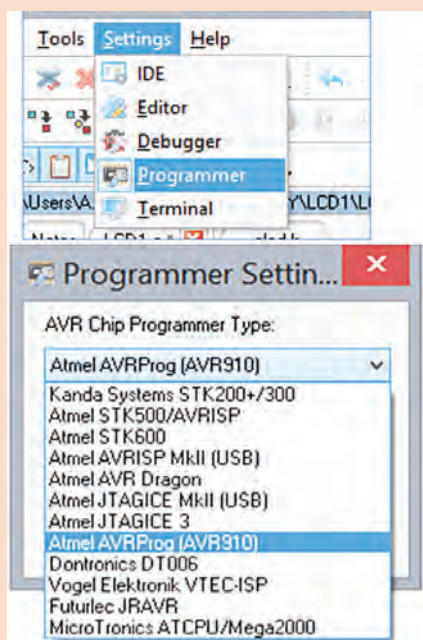 Tools Settings Help
IDE
Editor
Debugger
Programmer
Terminal
Programmer Settin...
AVR Chip Programmer Type:
Atmel AVRProg (AVR910)
Kanda Systems STK200+/300
Atmel STK500/AVRISP
Atmel STK600
Atmel AVRISP MkII (USB)
Atmel AVR Dragon
Atmel JTAGICE MkII (USB)
Atmel JTAGICE 3
Atmel AVRProg (AVR910)
Dontronics DT006
Vogel Elektronik VTEC-ISP
Futurlec JRAVR
MicroTronics ATCPU/Mega2000